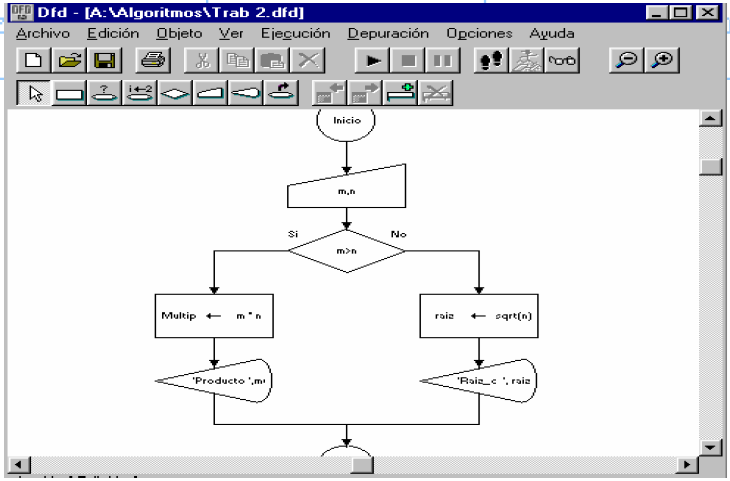 Dfd - [A:\Algoritmos\Trab 2.dfd]
Archivo Edición Objeto Ver Ejecución Depuración Opciones Ayuda
Inicio
m,n
Si No
m>n
Multip ← m * n raiz ← sqrt(n)
'Producto ',m 'Raiz_c ', raiz